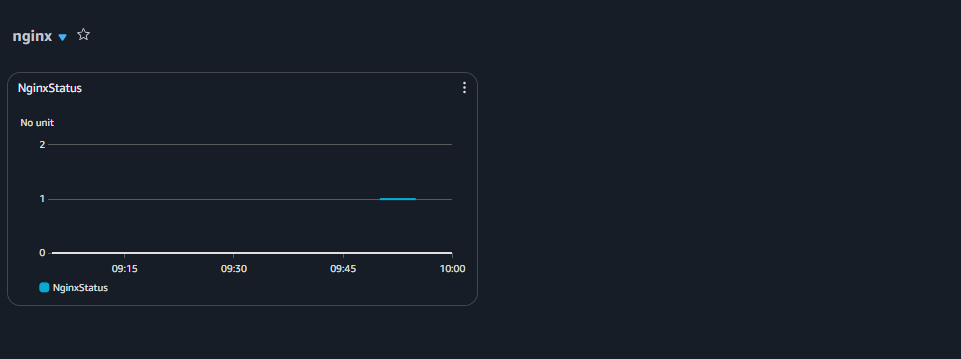 nginx
NginxStatus
No unit
2
1
0
09:15 09:30 09:45 10:00
NginxStatus